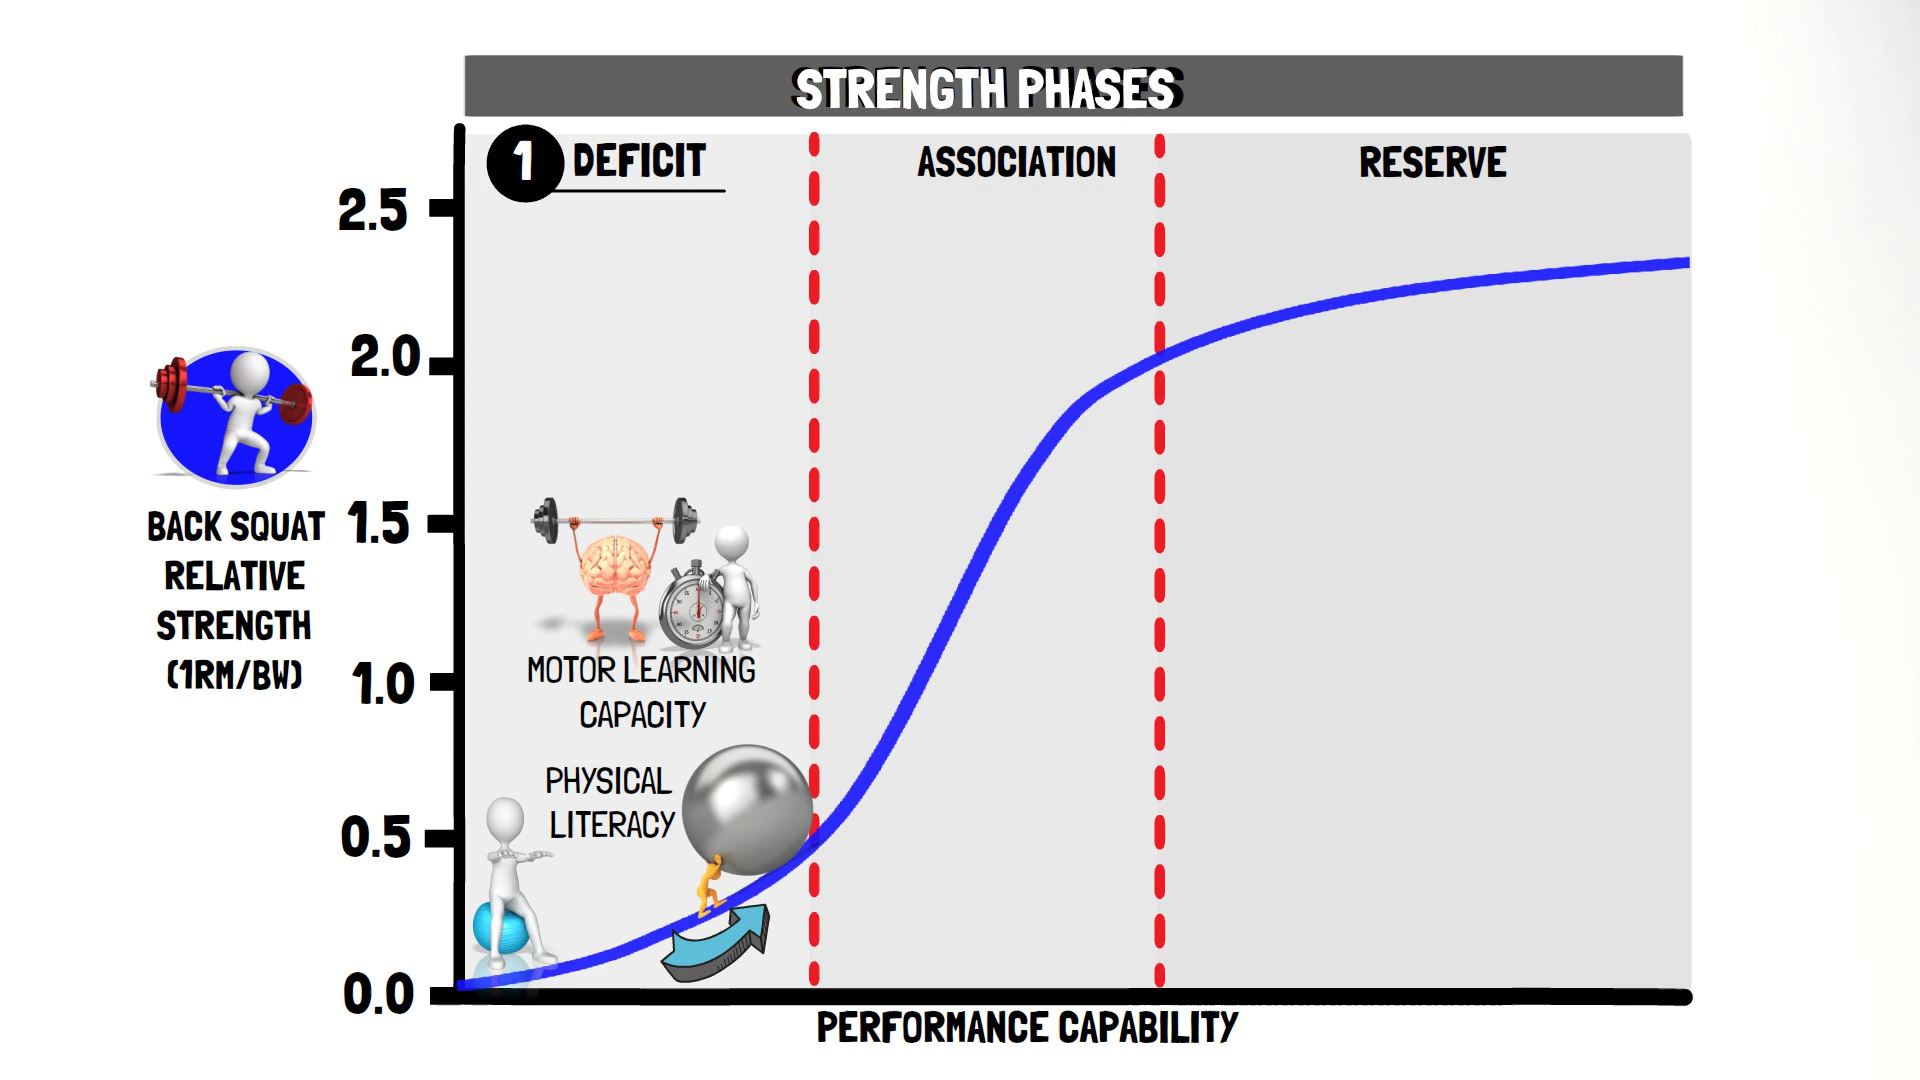 STRENGTH PHASES
1 DEFICIT
ASSOCIATION
RESERVE
2.5
2.0
1.5
1.0
0.5
0.0
BACK SQUAT
RELATIVE
STRENGTH
(1RM/BW)
MOTOR LEARNING
CAPACITY
PHYSICAL
LITERACY
PERFORMANCE CAPABILITY